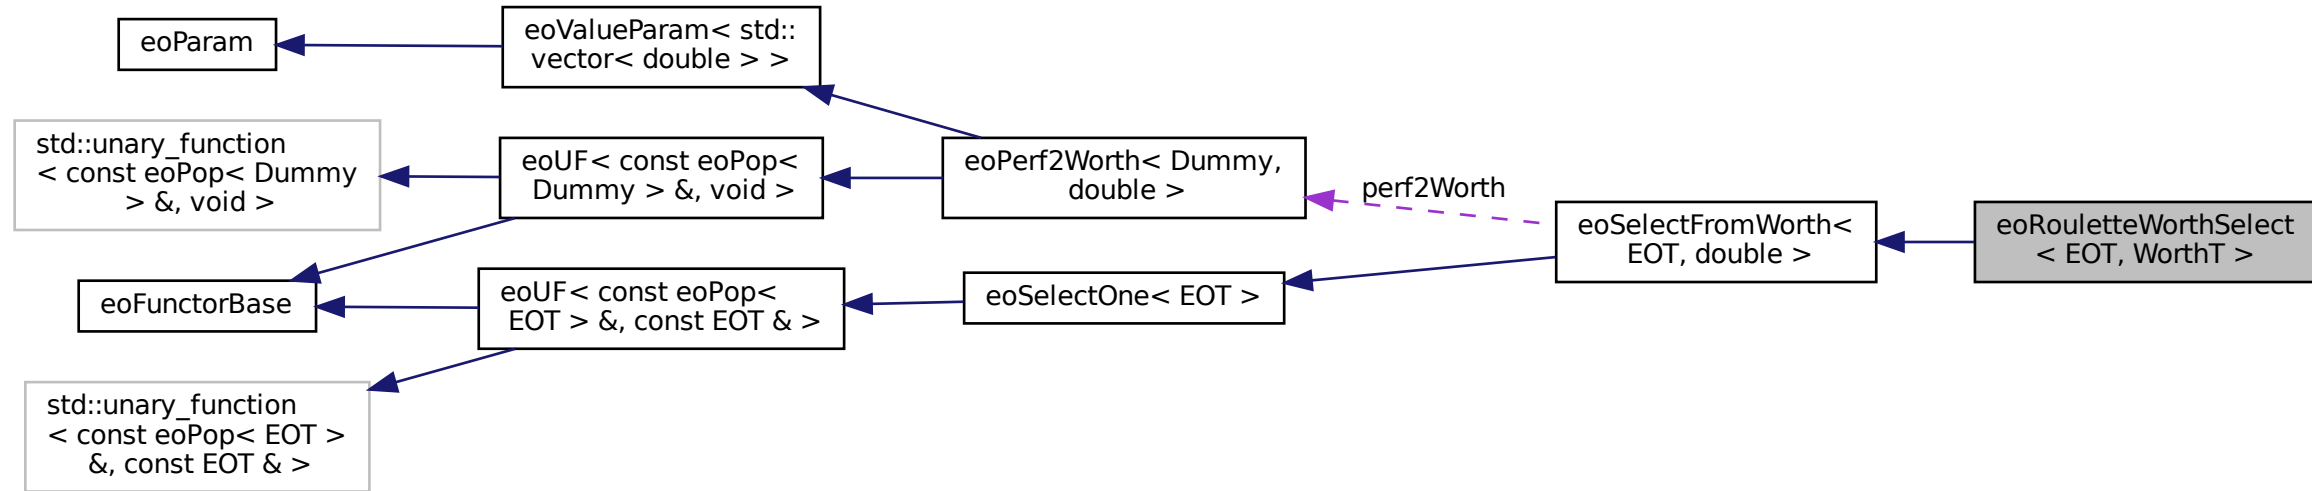 eoParam
eoValueParam< std::
vector< double > >
std::unary_function
< const eoPop< Dummy
> &, void >
eoUF< const eoPop<
Dummy > &, void >
eoPerf2Worth< Dummy,
double >
perf2Worth
eoSelectFromWorth<
EOT, double >
eoRouletteWorthSelect
< EOT, WorthT >
eoFunctorBase
eoUF< const eoPop<
EOT > &, const EOT & >
eoSelectOne< EOT >
std::unary_function
< const eoPop< EOT >
&, const EOT & >